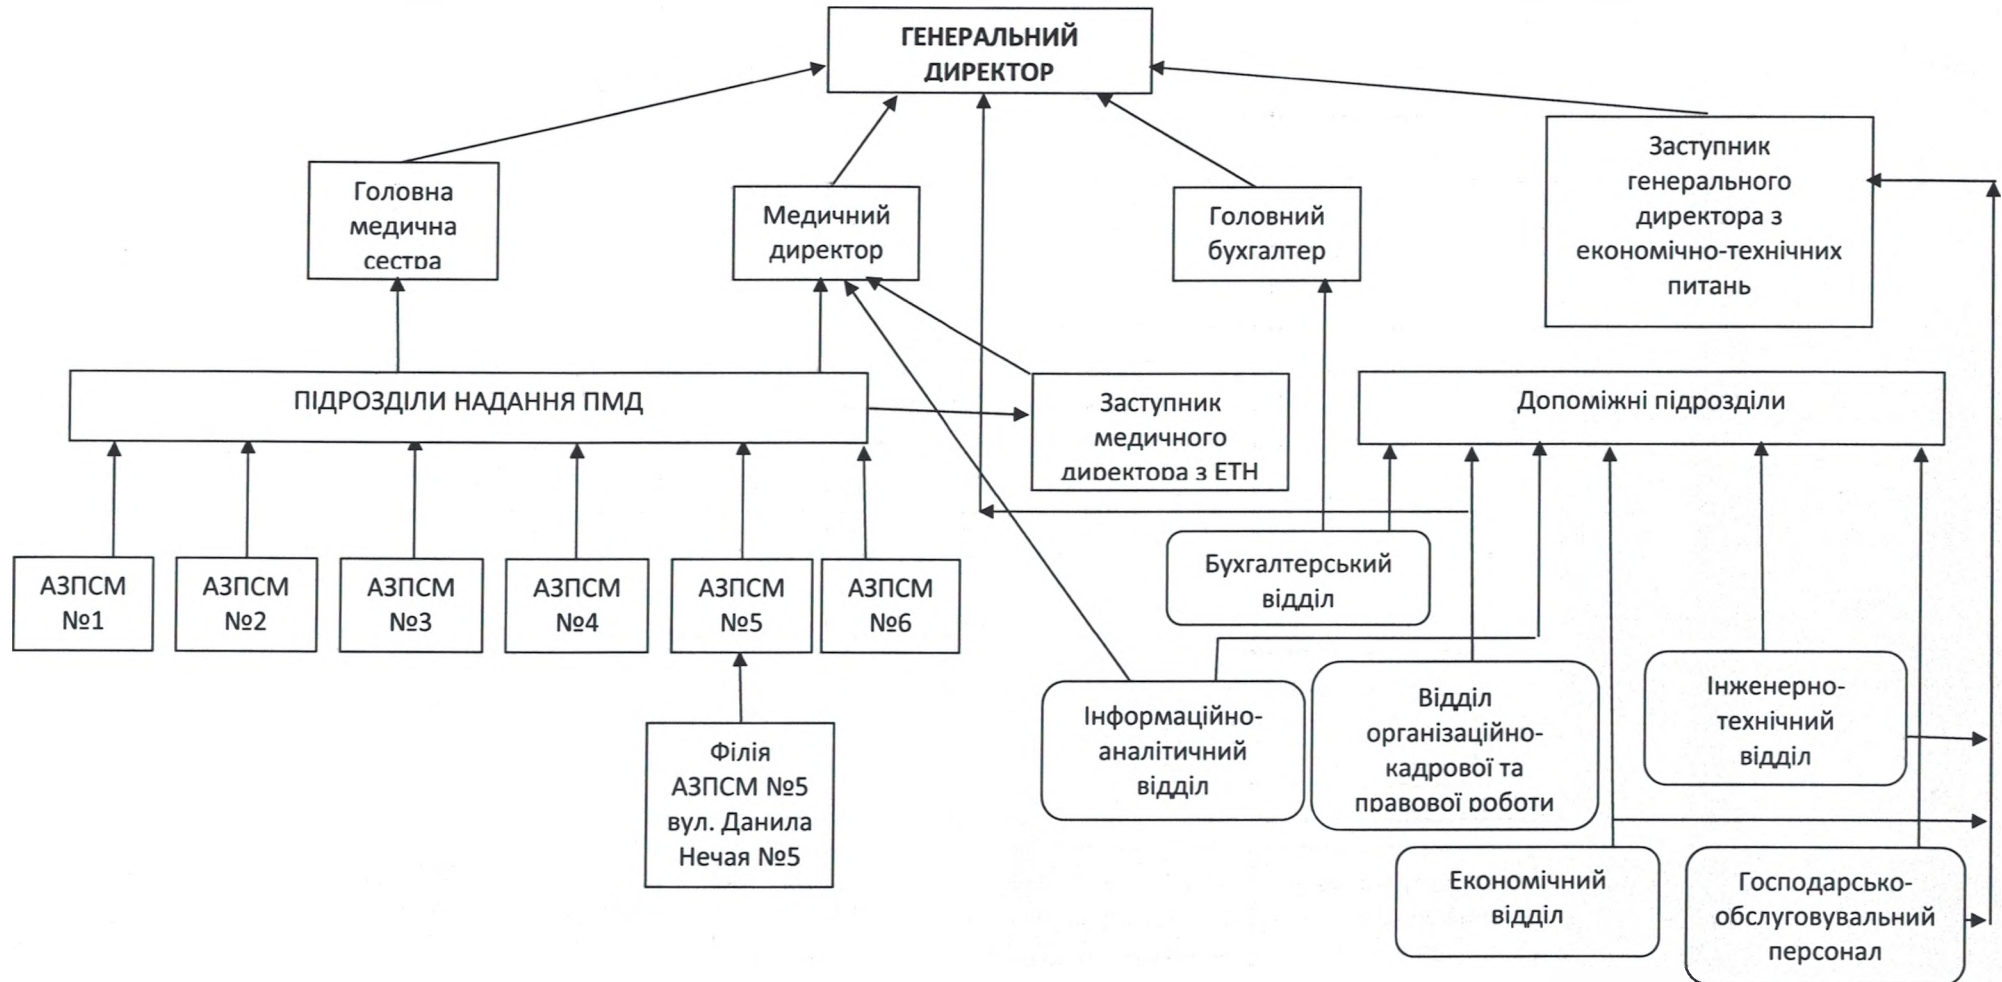 ГЕНЕРАЛЬНИЙ
ДИРЕКТОР
Головна
медична
сестра
Медичний
директор
Головний
бухгалтер
Заступник
генерального
директора з
економічно-технічних
питань
ПІДРОЗДІЛИ НАДАННЯ ПМД
Заступник
медичного
директора з ЕТН
Допоміжні підрозділи
АЗПСМ
№1
АЗПСМ
№2
АЗПСМ
№3
АЗПСМ
№4
АЗПСМ
№5
АЗПСМ
№6
Бухгалтерський
відділ
Філія
АЗПСМ №5
вул. Данила
Нечая №5
Інформаційно-
аналітичний
відділ
Відділ
організаційно-
кадрової та
правової роботи
Інженерно-
технічний
відділ
Економічний
відділ
Господарсько-
обслуговувальний
персонал